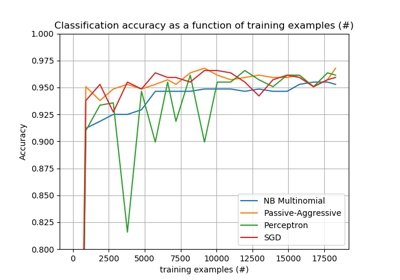 Classification accuracy as a function of training examples (#)
1.000
0.975
0.950
0.925
0.900
0.875
0.850
0.825
0.800
Accuracy
NB Multinomial
Passive-Aggressive
Perceptron
SGD
0 2500 5000 7500 10000 12500 15000 17500
training examples (#)